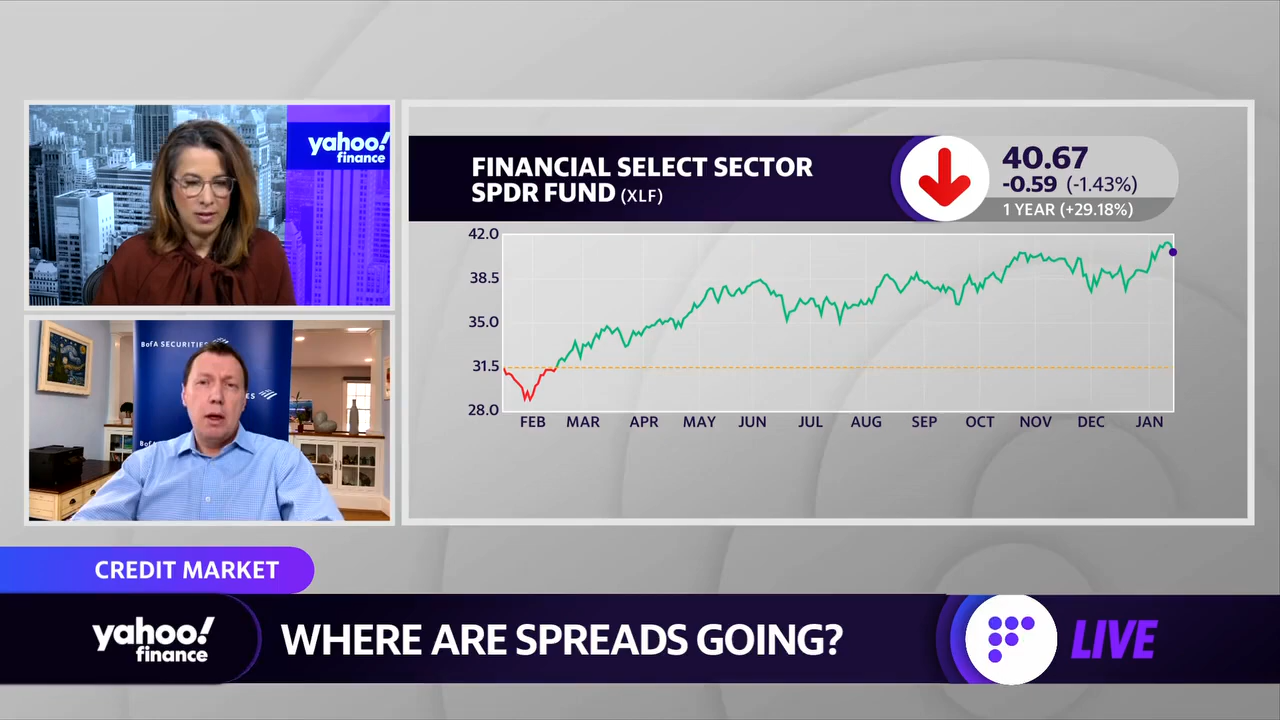 yahoo!
finance
BofA SECURITIES
ES
BofA
FINANCIAL SELECT SECTOR
SPDR FUND (XLF)
40.67
-0.59 (-1.43%)
1 YEAR (+29.18%)
42.0
38.5
35.0
31.5
28.0
FEB MAR APR MAY JUN JUL AUG SEP OCT NOV DEC JAN
CREDIT MARKET
yahoo!
finance
WHERE ARE SPREADS GOING?
LIVE